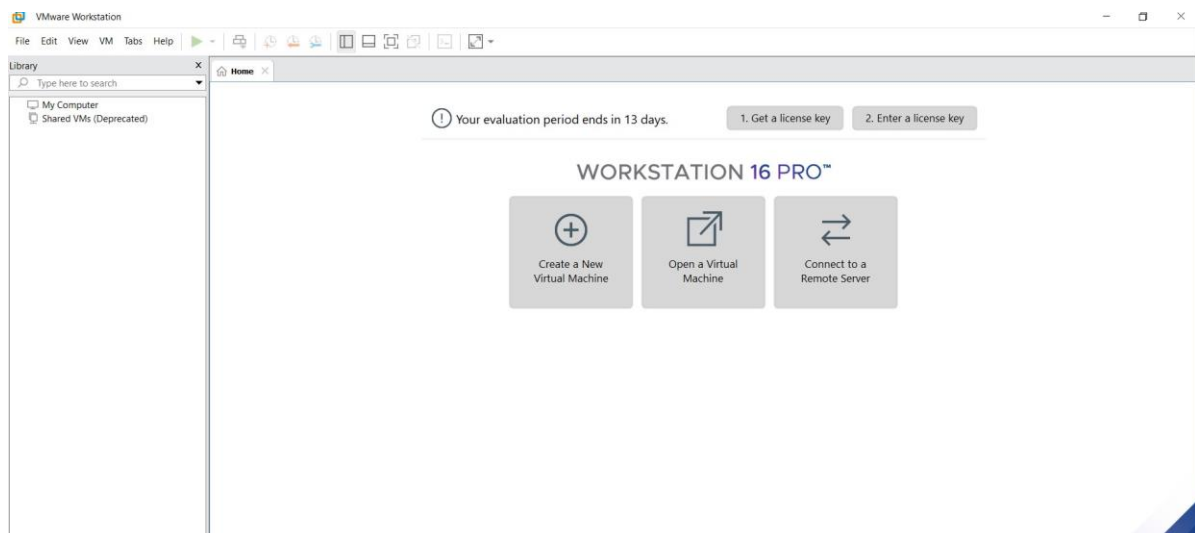 VMware Workstation
File Edit View VM Tabs Help
Library
Type here to search
My Computer
Shared VMs (Deprecated)
Home
Your evaluation period ends in 13 days.
1. Get a license key
2. Enter a license key
WORKSTATION 16 PRO™
Create a New
Virtual Machine
Open a Virtual
Machine
Connect to a
Remote Server